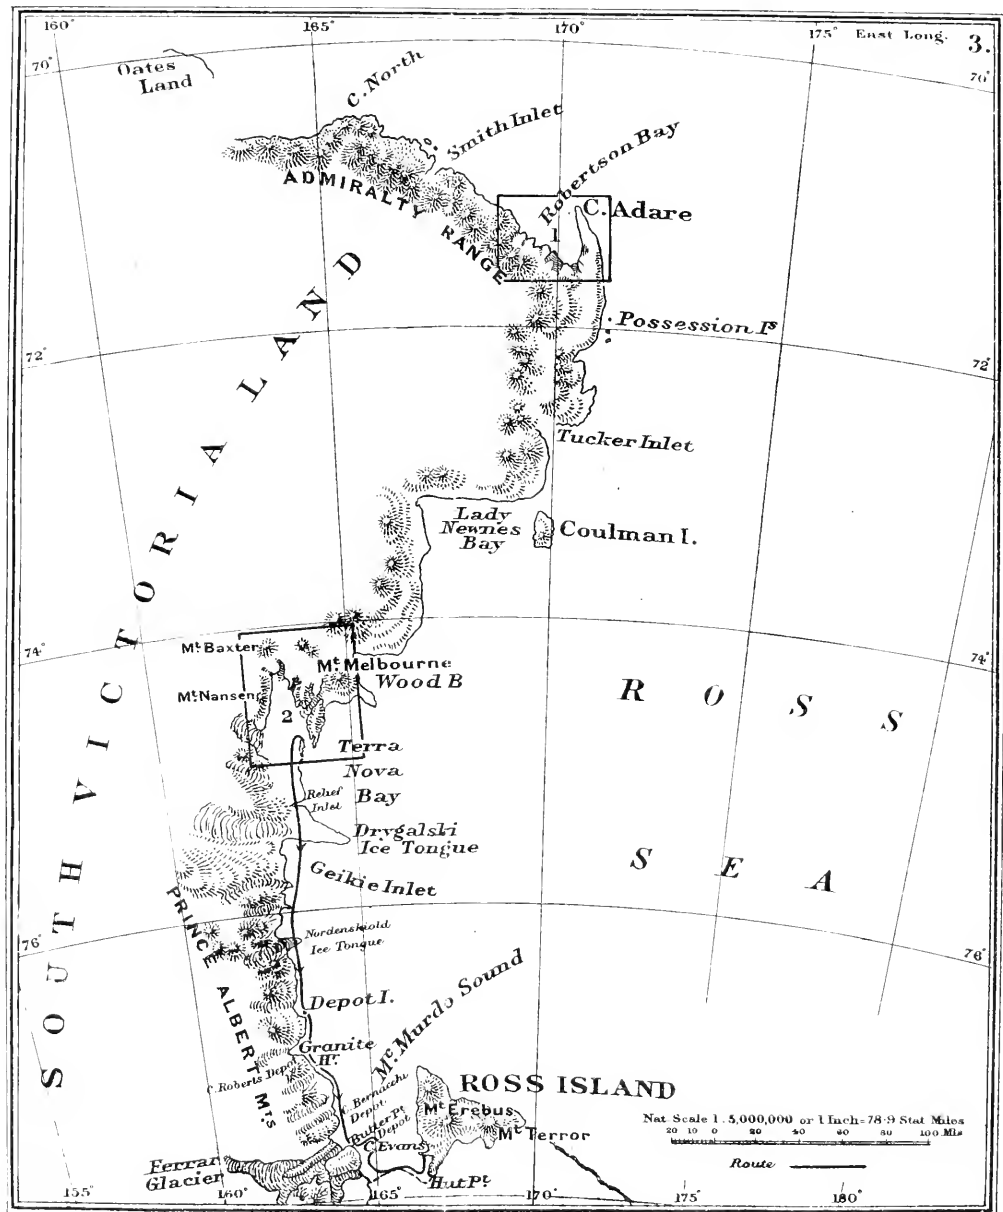 160° 165° 170° 175° East Long. 3.
70° 70°
Oates
Land
C. North
Smith Inlet
Robertson Bay
ADMIRALTY RANGE
1
C. Adare
Possession Is
72° 72°
Tucker Inlet
Lady
Newnes
Bay
Coulman I.
SOUTH VICTORIA LAND
74° 74°
Mt. Baxter
Mt. Melbourne
Wood B
Mt. Nansen
2
ROSS
SEA
Terra
Nova
Bay
Relief
Inlet
Drygalski
Ice Tongue
Geikie Inlet
PRINCE ALBERT Mts.
Nordenskiold
Ice Tongue
76° 76°
Depot I.
Mc. Murdo Sound
Granite
Hr.
C. Roberts Depot
C. Bernacchi
Depot
Butter Pt.
Depot
C. Evans
ROSS ISLAND
Mt. Erebus
Mt. Terror
Hut Pt.
Ferrar
Glacier
Nat. Scale 1:5,000,000 or 1 Inch = 78·9 Stat Miles
20 10 0 20 40 60 80 100 Mls
Route
155° 160° 165° 170° 175° 180°